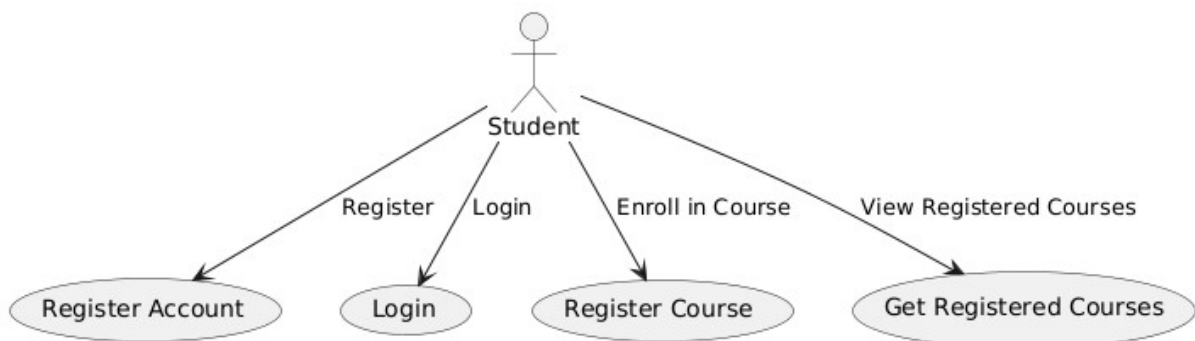 Student
Register
Login
Enroll in Course
View Registered Courses
Register Account
Login
Register Course
Get Registered Courses